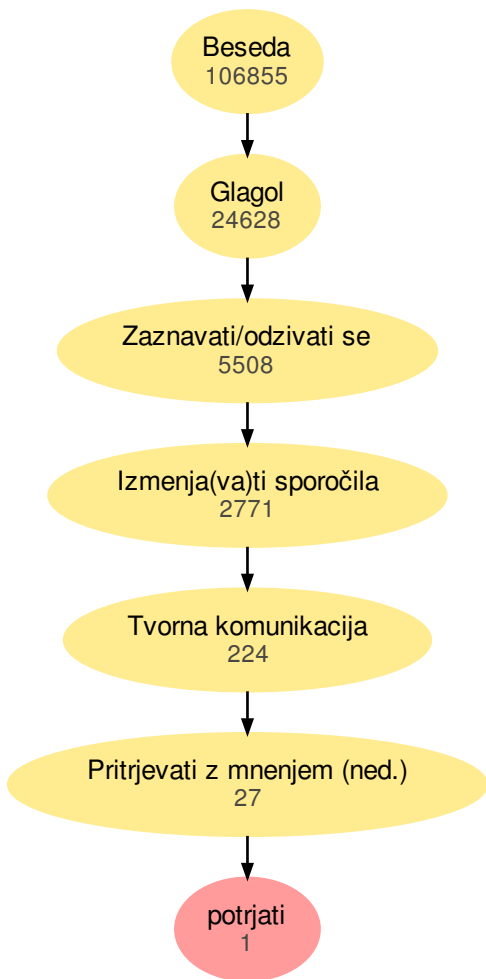 Beseda
106855
Glagol
24628
Zaznavati/odzivati se
5508
Izmenja(va)ti sporočila
2771
Tvorna komunikacija
224
Pritrjevati z mnenjem (ned.)
27
potrjati
1